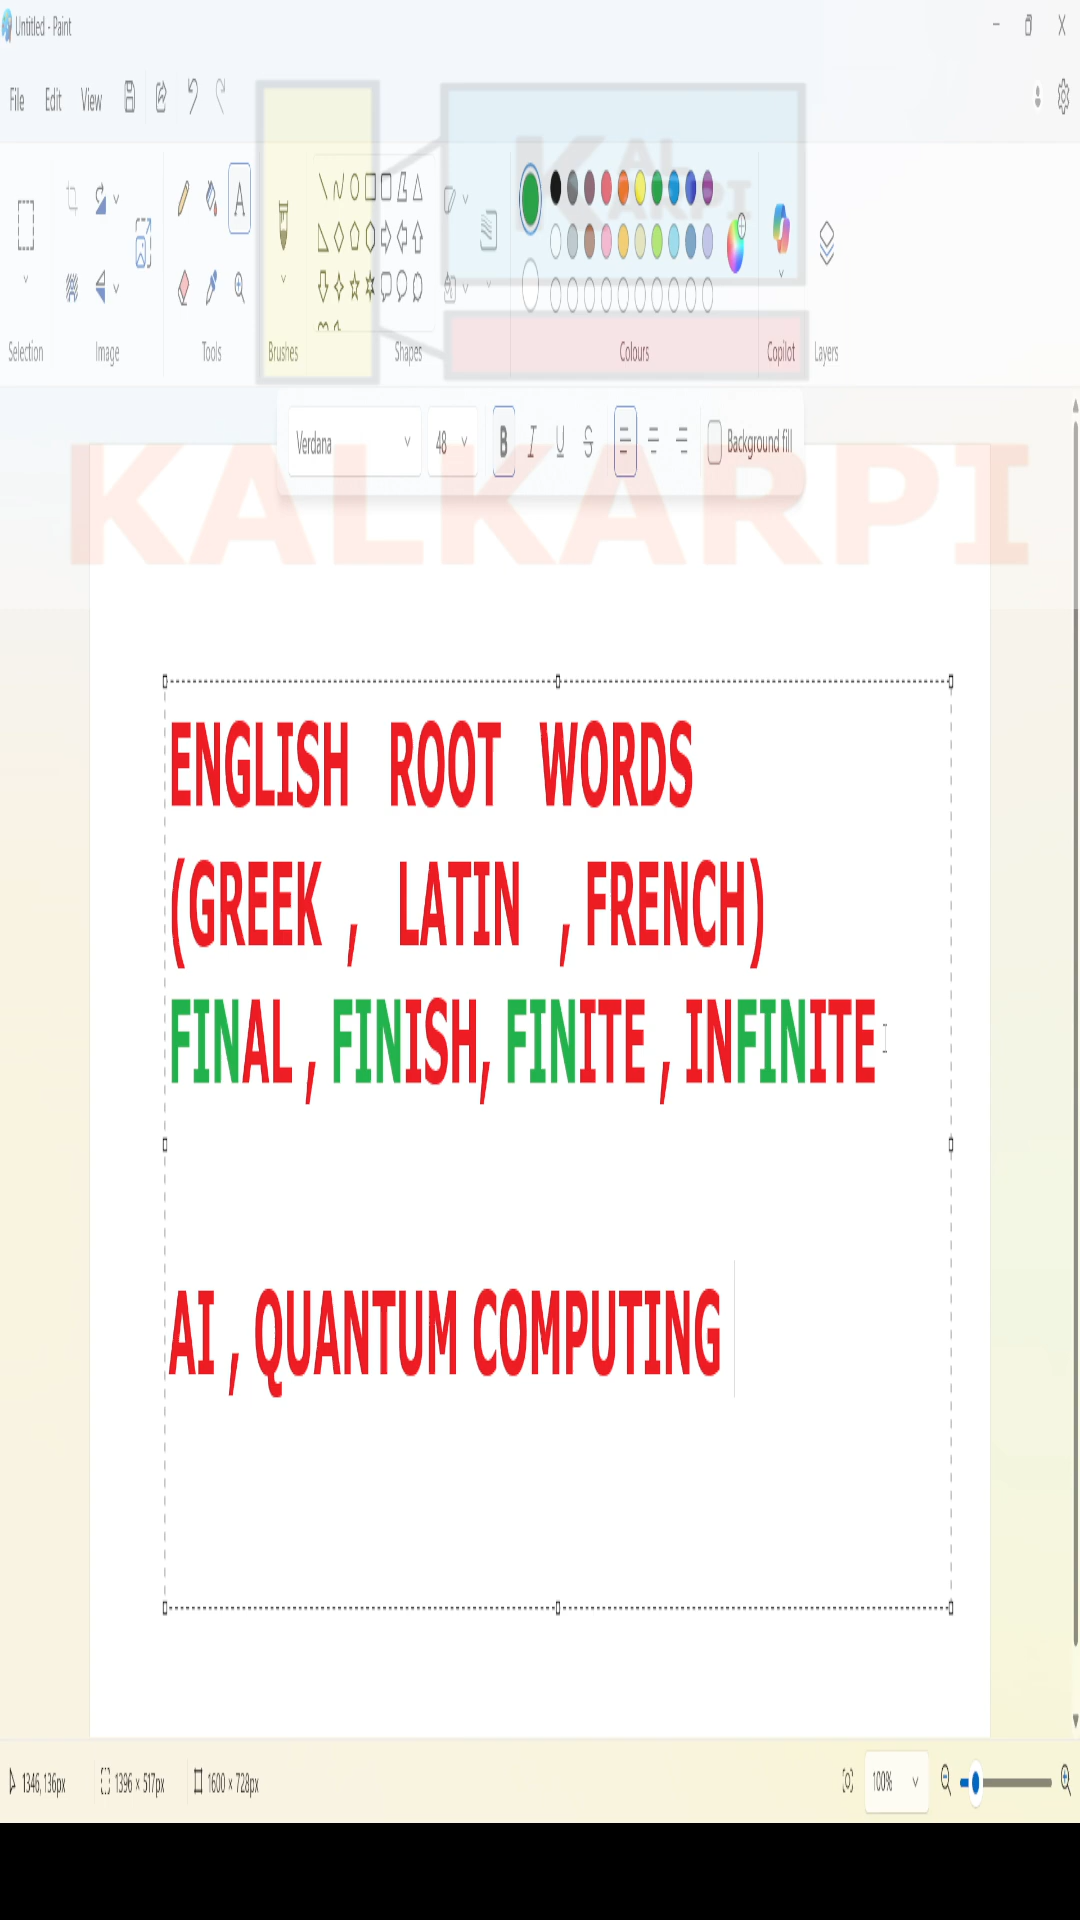 Untitled - Paint
File Edit View
KAL
KARPI
Selection Image Tools Brushes Shapes Colours Copilot Layers
Verdana 48 B I U S Background fill
KALKARPI
ENGLISH ROOT WORDS
(GREEK , LATIN , FRENCH)
FINAL , FINISH, FINITE , INFINITE
AI , QUANTUM COMPUTING
1346, 136px 1396 × 517px 1600 × 728px 100%